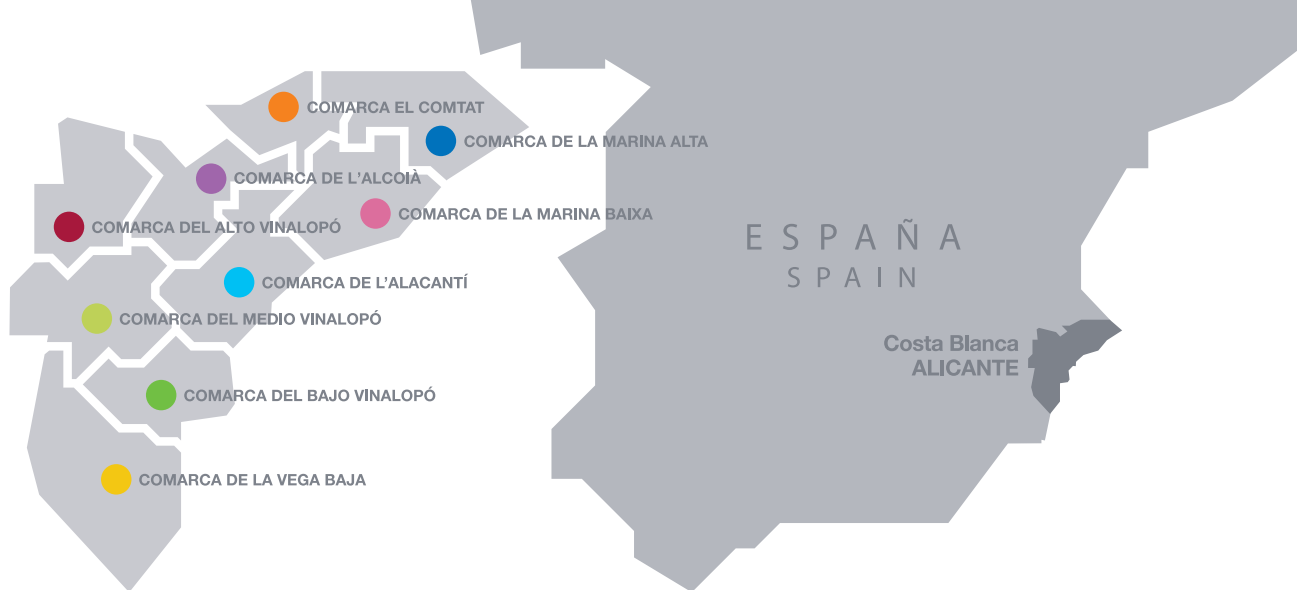 COMARCA EL COMTAT
COMARCA DE LA MARINA ALTA
COMARCA DE L'ALCOIÀ
COMARCA DE LA MARINA BAIXA
COMARCA DEL ALTO VINALOPÓ
COMARCA DE L'ALACANTÍ
COMARCA DEL MEDIO VINALOPÓ
COMARCA DEL BAJO VINALOPÓ
COMARCA DE LA VEGA BAJA
ESPAÑA
SPAIN
Costa Blanca
ALICANTE